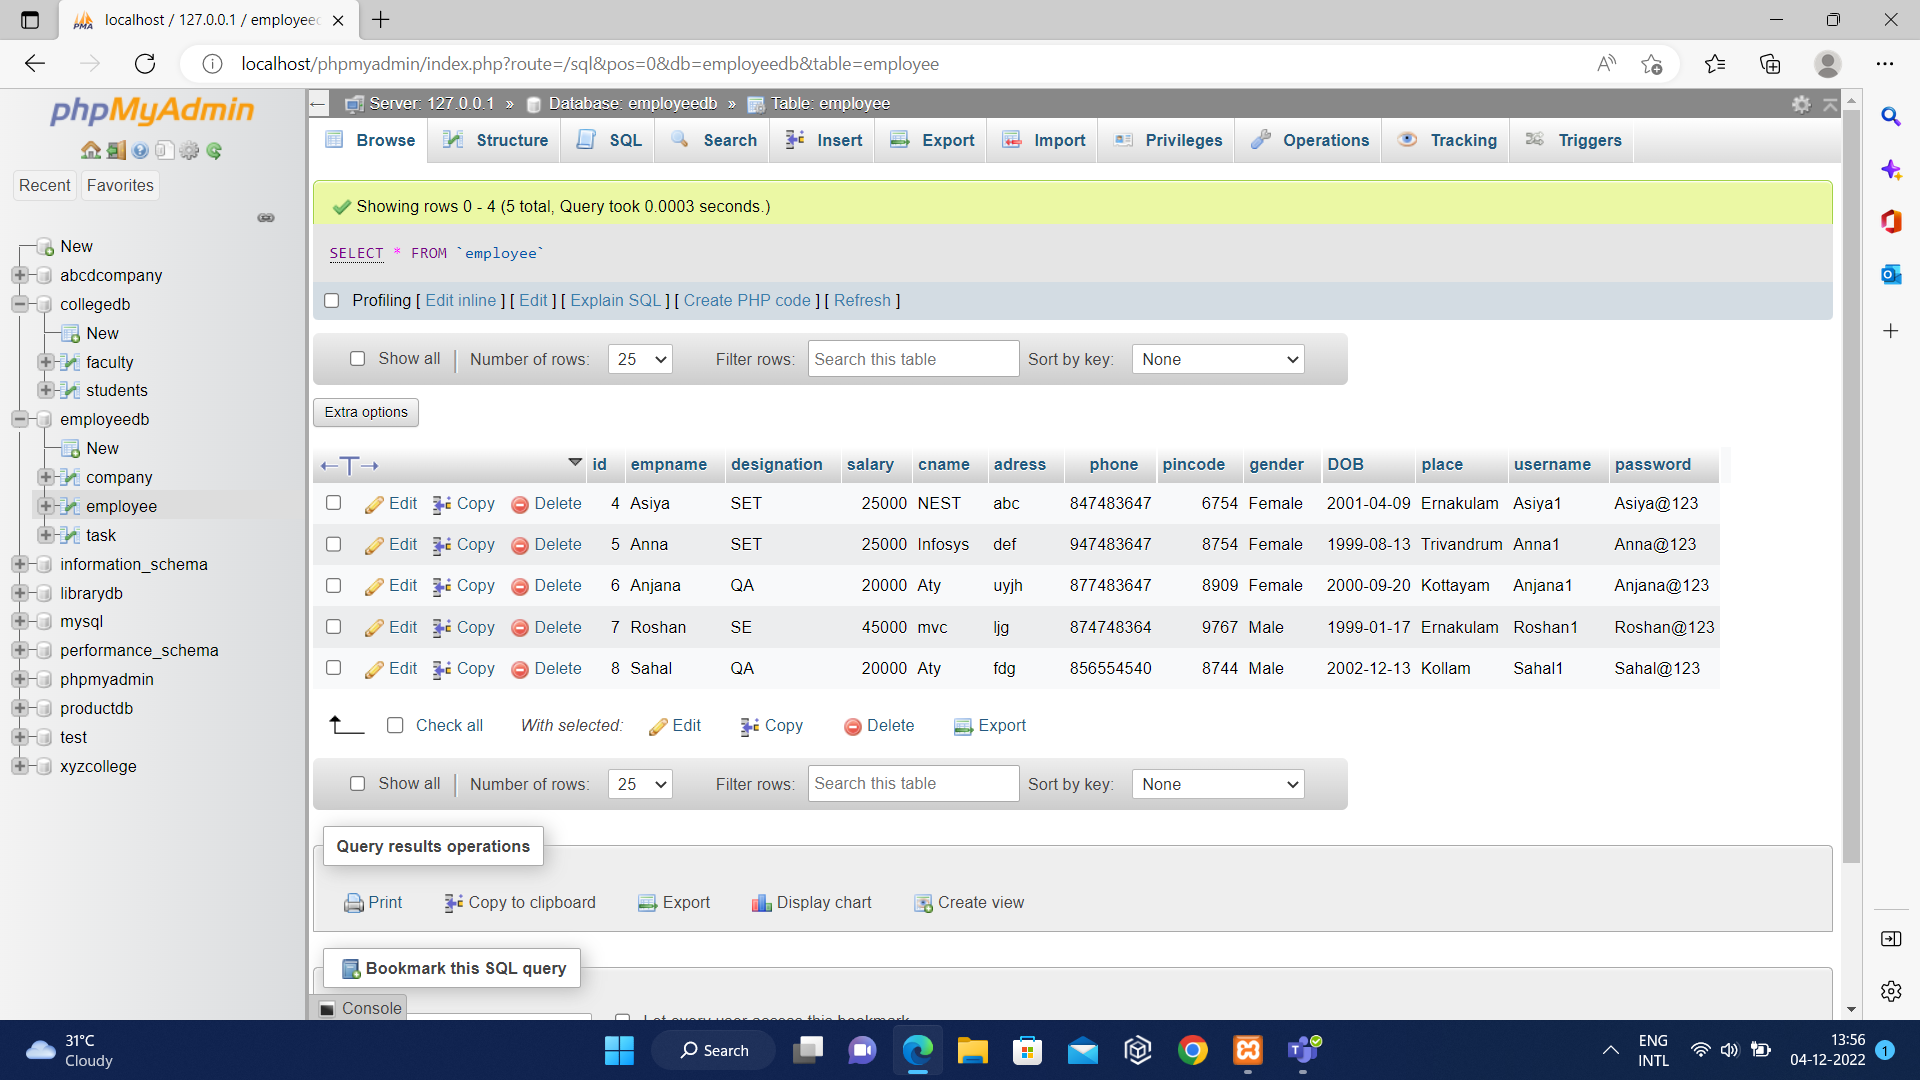 localhost / 127.0.0.1 / employeed
localhost/phpmyadmin/index.php?route=/sql&pos=0&db=employeedb&table=employee
phpMyAdmin
Recent Favorites
New
abcdcompany
collegedb
New
faculty
students
employeedb
New
company
employee
task
information_schema
librarydb
mysql
performance_schema
phpmyadmin
productdb
test
xyzcollege
Server: 127.0.0.1 » Database: employeedb » Table: employee
Browse Structure SQL Search Insert Export Import Privileges Operations Tracking Triggers
Showing rows 0 - 4 (5 total, Query took 0.0003 seconds.)
SELECT * FROM `employee`
Profiling [ Edit inline ] [ Edit ] [ Explain SQL ] [ Create PHP code ] [ Refresh ]
Show all | Number of rows: 25 Filter rows: Search this table Sort by key: None
Extra options
←T→ id empname designation salary cname adress phone pincode gender DOB place username password
Edit Copy Delete 4 Asiya SET 25000 NEST abc 847483647 6754 Female 2001-04-09 Ernakulam Asiya1 Asiya@123
Edit Copy Delete 5 Anna SET 25000 Infosys def 947483647 8754 Female 1999-08-13 Trivandrum Anna1 Anna@123
Edit Copy Delete 6 Anjana QA 20000 Aty uyjh 877483647 8909 Female 2000-09-20 Kottayam Anjana1 Anjana@123
Edit Copy Delete 7 Roshan SE 45000 mvc ljg 874748364 9767 Male 1999-01-17 Ernakulam Roshan1 Roshan@123
Edit Copy Delete 8 Sahal QA 20000 Aty fdg 856554540 8744 Male 2002-12-13 Kollam Sahal1 Sahal@123
Check all With selected: Edit Copy Delete Export
Show all | Number of rows: 25 Filter rows: Search this table Sort by key: None
Query results operations
Print Copy to clipboard Export Display chart Create view
Bookmark this SQL query
Console
Let every user access this bookmark
31°C
Cloudy
Search
ENG
INTL
13:56
04-12-2022
1